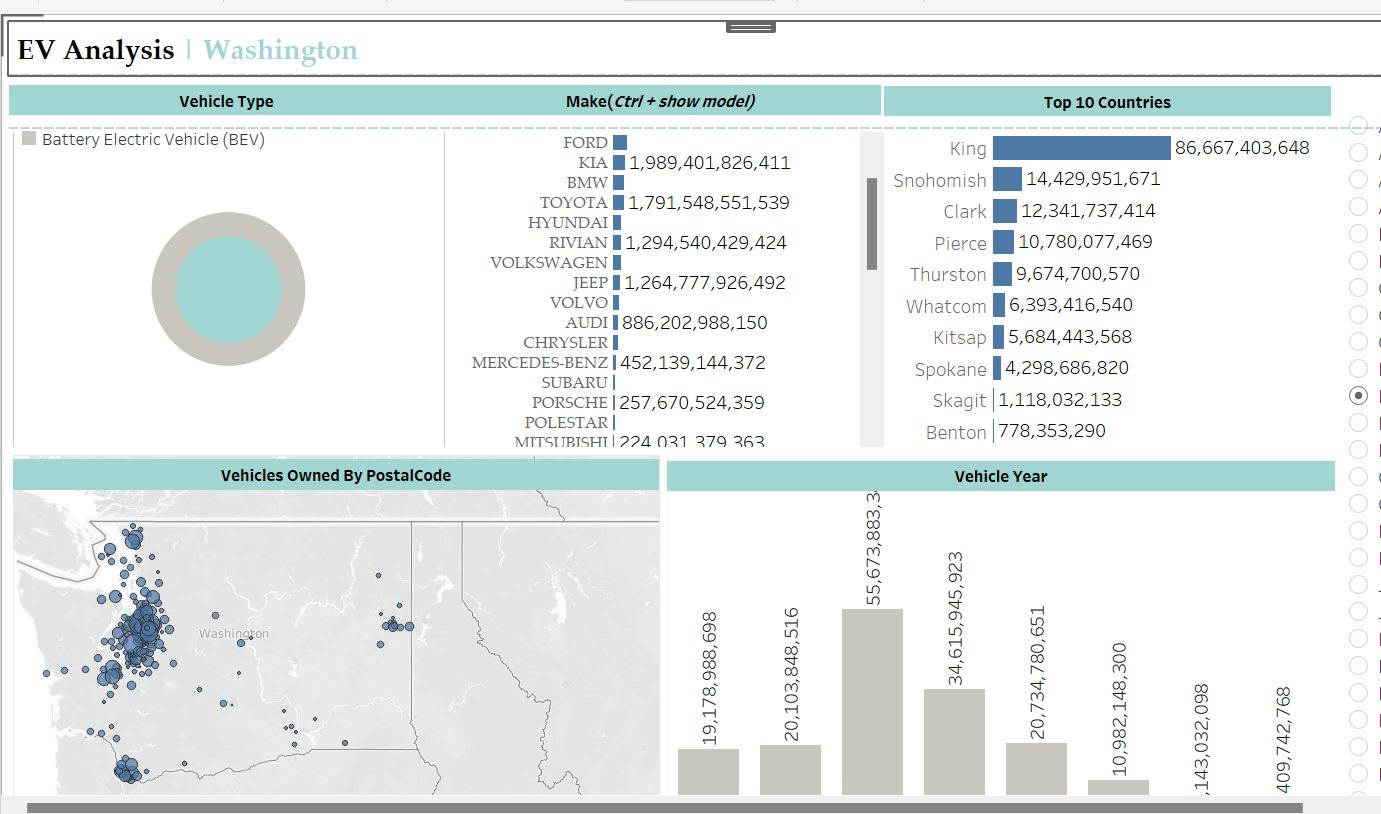 EV Analysis | Washington
Vehicle Type
Battery Electric Vehicle (BEV)
Make(Ctrl + show model)
FORD
KIA 1,989,401,826,411
BMW
TOYOTA 1,791,548,551,539
HYUNDAI
RIVIAN 1,294,540,429,424
VOLKSWAGEN
JEEP 1,264,777,926,492
VOLVO
AUDI 886,202,988,150
CHRYSLER
MERCEDES-BENZ 452,139,144,372
SUBARU
PORSCHE 257,670,524,359
POLESTAR
MITSUBISHI 224,031,379,363
Top 10 Countries
King 86,667,403,648
Snohomish 14,429,951,671
Clark 12,341,737,414
Pierce 10,780,077,469
Thurston 9,674,700,570
Whatcom 6,393,416,540
Kitsap 5,684,443,568
Spokane 4,298,686,820
Skagit 1,118,032,133
Benton 778,353,290
Vehicles Owned By PostalCode
Washington
Vehicle Year
19,178,988,698
20,103,848,516
55,673,883,3
34,615,945,923
20,734,780,651
10,982,148,300
,143,032,098
409,742,768